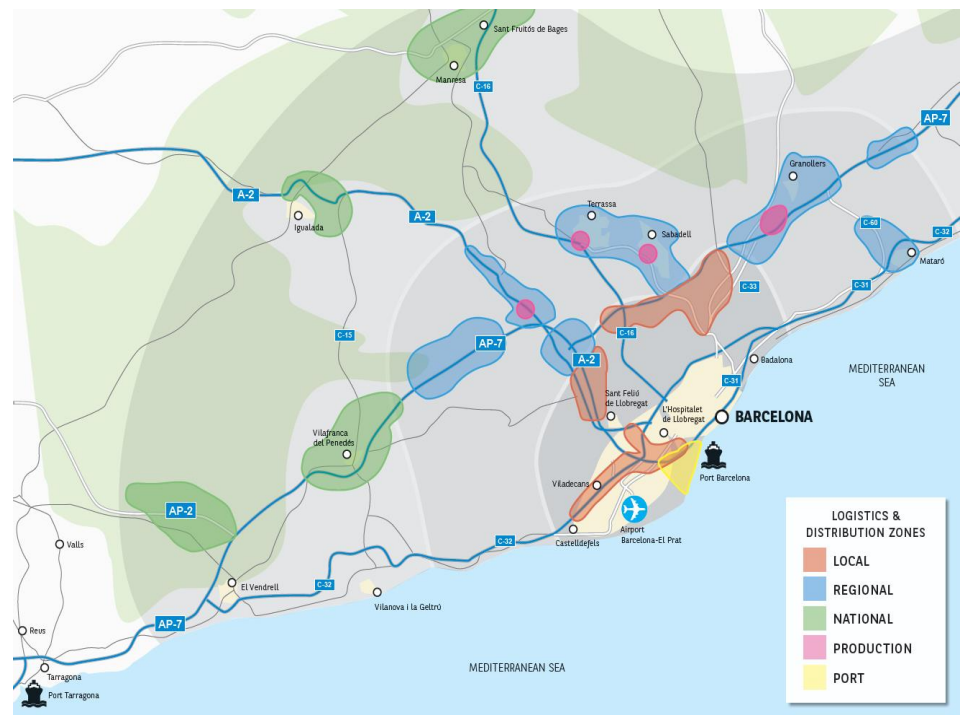 Sant Fruitós de Bages
Manresa
C-16
AP-7
Granollers
A-2
A-2
Igualada
Terrassa
Sabadell
C-60
C-32
Mataró
C-33
C-31
C-15
AP-7
C-16
A-2
Badalona
MEDITERRANEAN
SEA
C-31
Sant Feliú
de Llobregat
L'Hospitalet
de Llobregat
BARCELONA
Vilafranca
del Penedés
Port Barcelona
Viladecans
AP-2
Airport
Barcelona-El Prat
Castelldefels
C-32
Valls
El Vendrell
C-32
Vilanova i la Geltrú
AP-7
Reus
Tarragona
Port Tarragona
MEDITERRANEAN SEA
LOGISTICS &
DISTRIBUTION ZONES
LOCAL
REGIONAL
NATIONAL
PRODUCTION
PORT